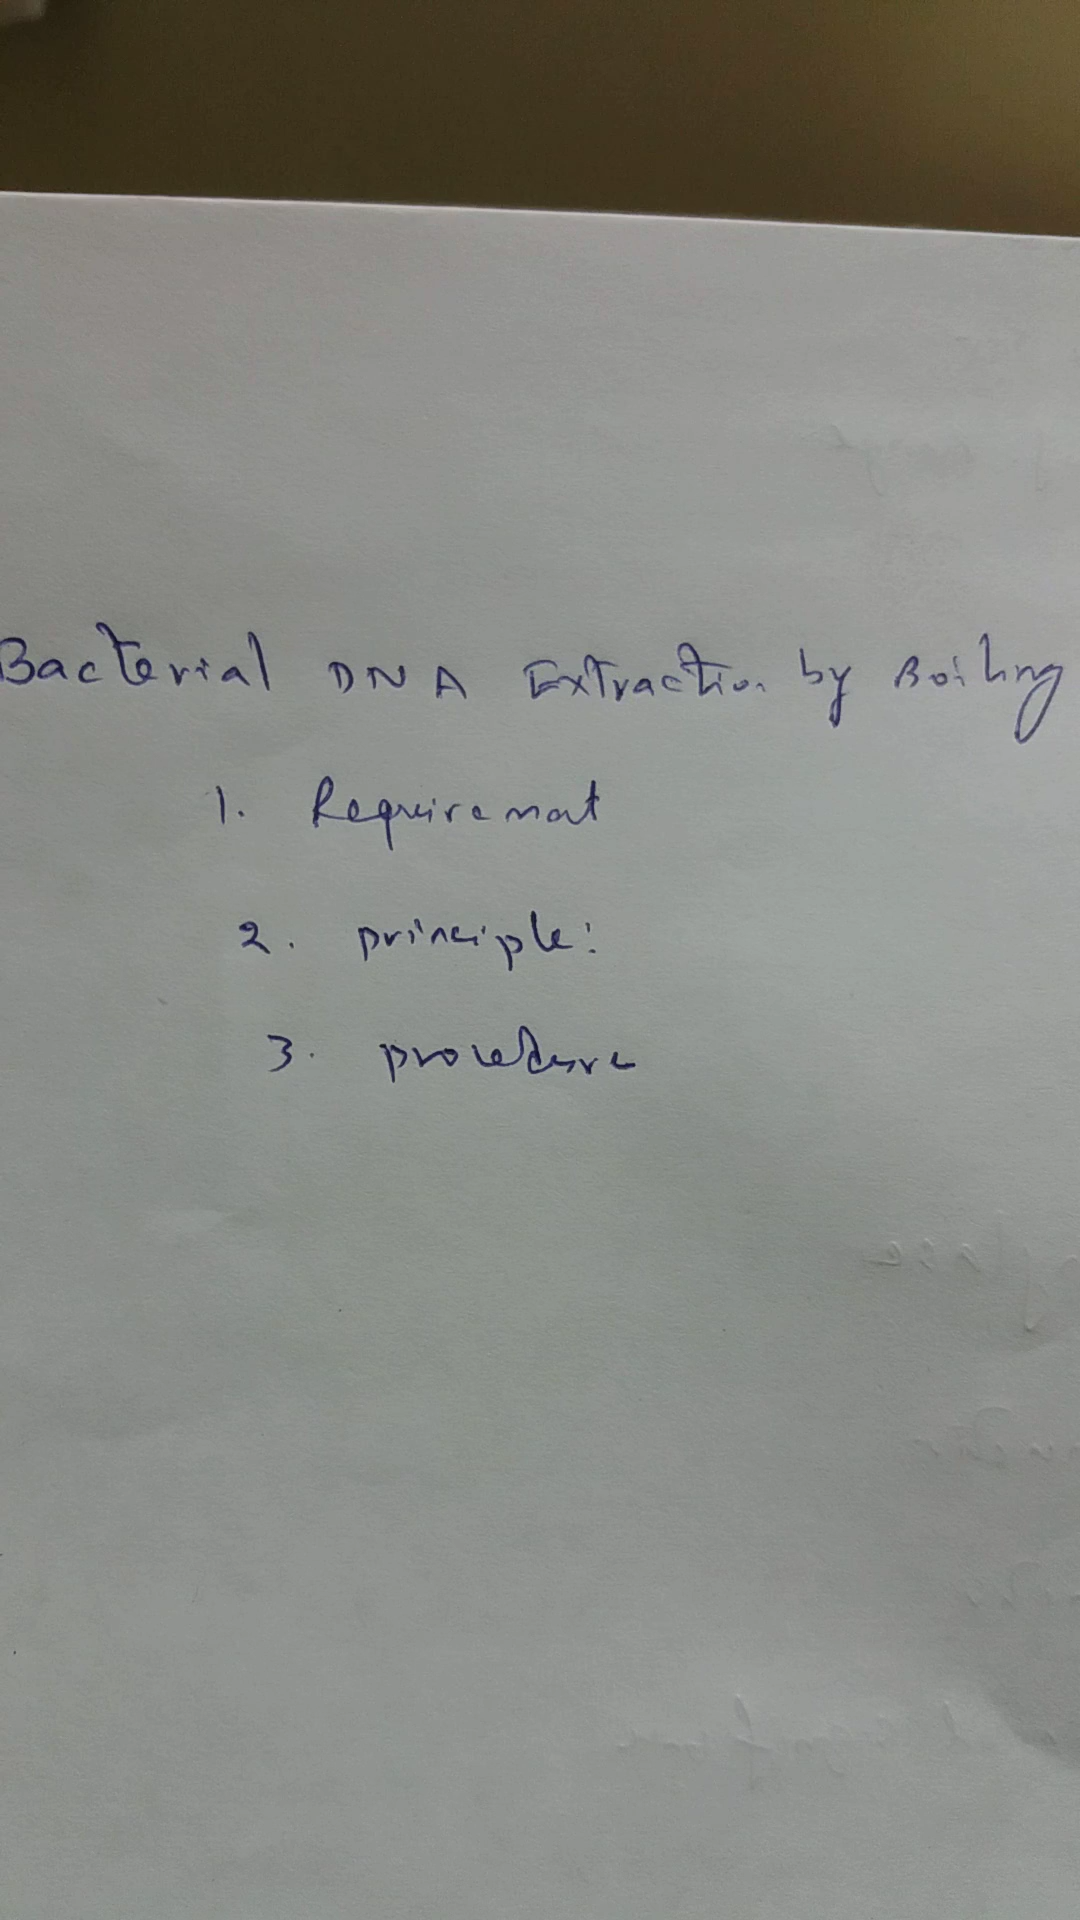 Bacterial DNA Extraction by Boiling
1. Requirement
2. principle:
3. procedure